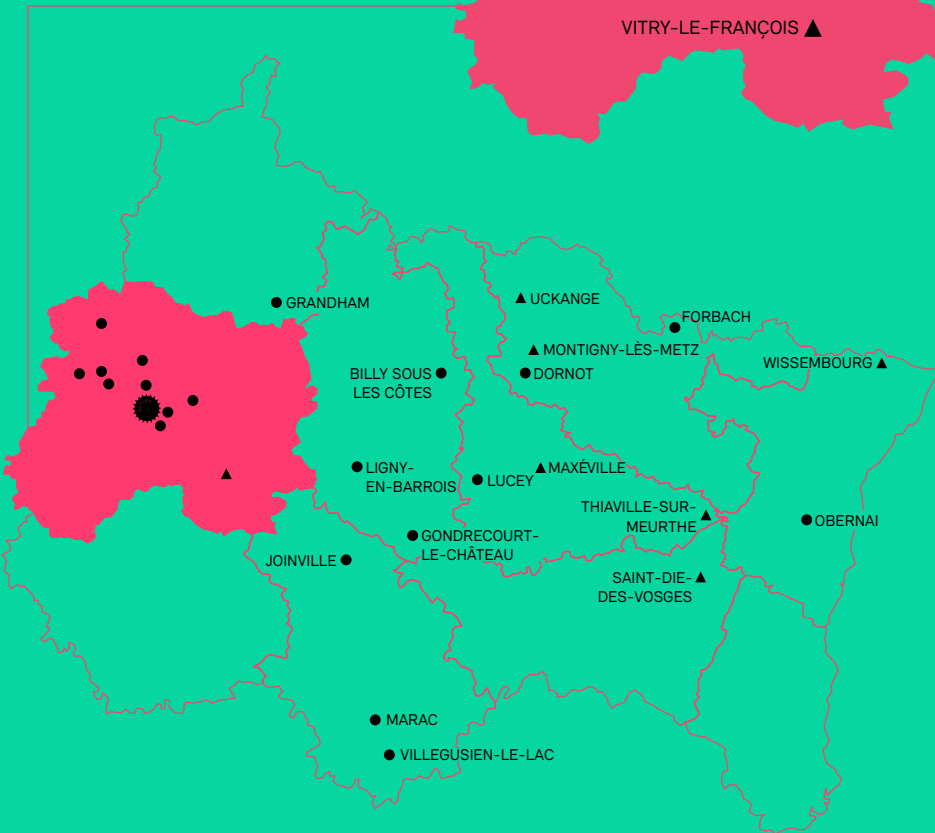 VITRY-LE-FRANÇOIS
GRANDHAM
UCKANGE
FORBACH
MONTIGNY-LÈS-METZ
WISSEMBOURG
BILLY SOUS
LES CÔTES
DORNOT
LIGNY-
EN-BARROIS
LUCEY
MAXÉVILLE
THIAVILLE-SUR-
MEURTHE
OBERNAI
GONDRECOURT-
LE-CHÂTEAU
JOINVILLE
SAINT-DIE-
DES-VOSGES
MARAC
VILLEGUSIEN-LE-LAC